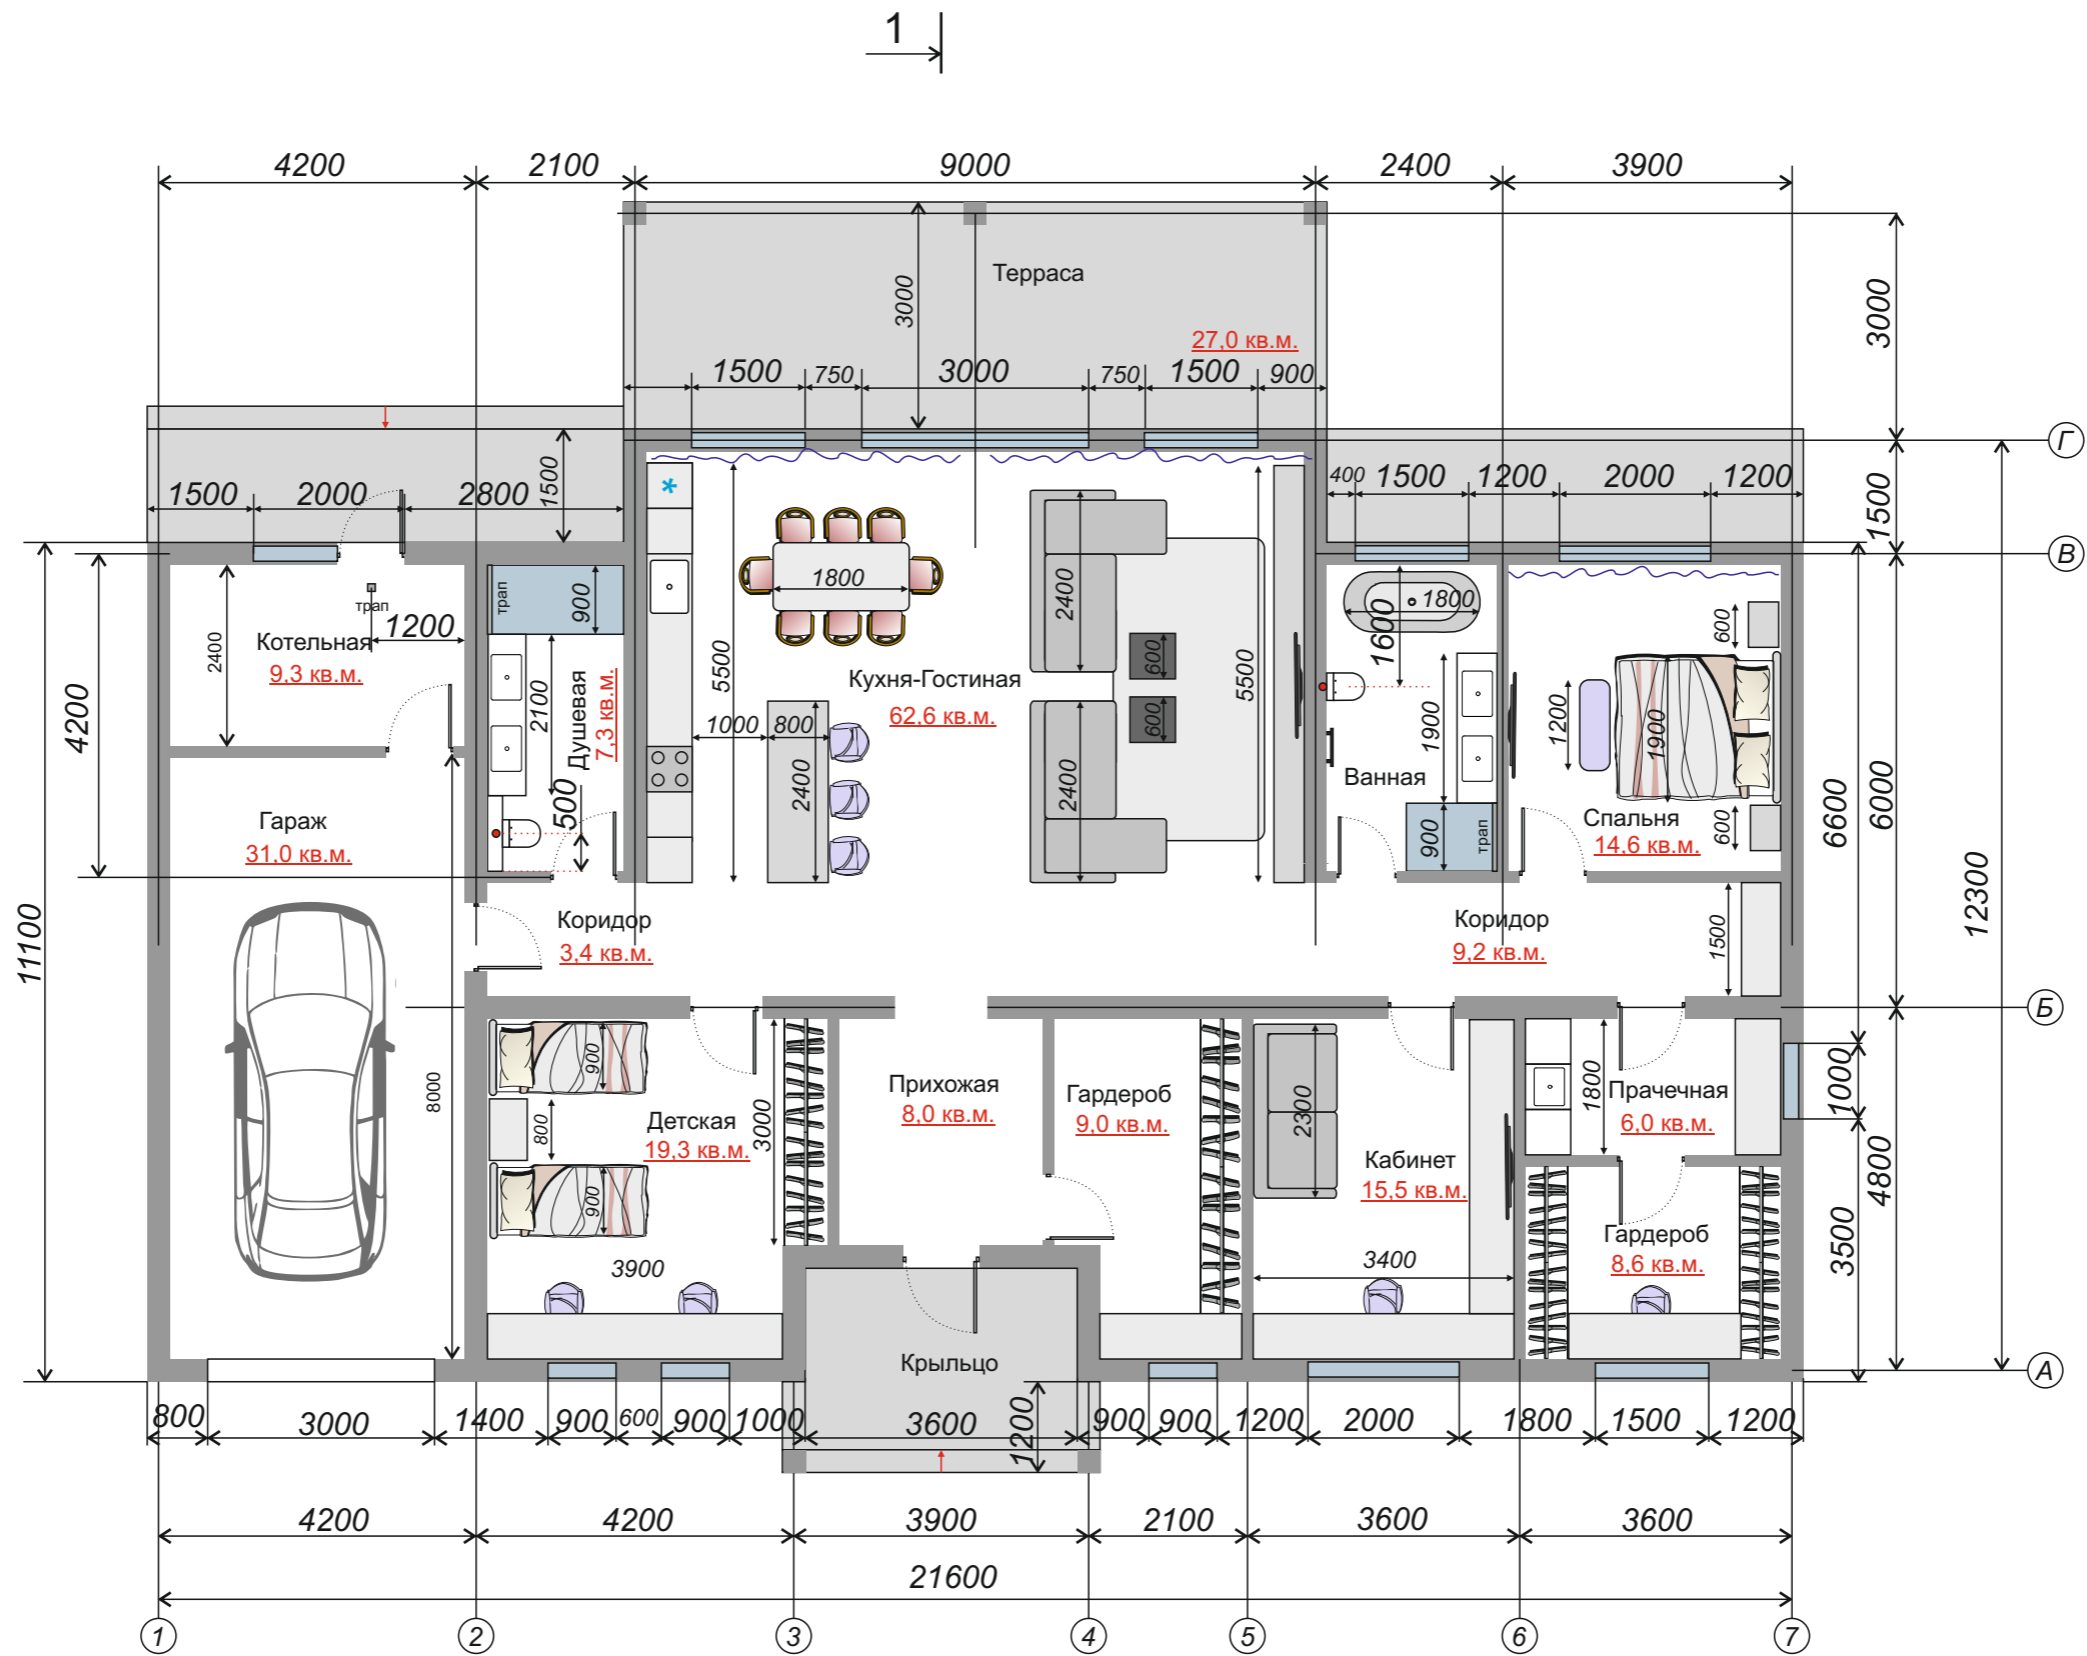 1
4200 2100 9000 2400 3900
Терраса
3000
3000
27,0 кв.м.
1500 750 3000 750 1500 900
Г
1500 2000 2800 1500
400 1500 1200 2000 1200
1500
В
трап
1200
2400
Котельная
9,3 кв.м.
4200
трап
900
2100
Душевая
7,3 кв.м.
500
*
5500
1000 800
2400
1800
Кухня-Гостиная
62,6 кв.м.
2400
2400
600
600
5500
1800
1600
1900
Ванная
900
трап
600
1200
1900
600
Спальня
14,6 кв.м.
6600
6000
12300
Гараж
31,0 кв.м.
11100
8000
Коридор
3,4 кв.м.
Коридор
9,2 кв.м.
1500
Б
900
800
900
Детская
19,3 кв.м.
3000
3900
Прихожая
8,0 кв.м.
Гардероб
9,0 кв.м.
2300
Кабинет
15,5 кв.м.
3400
1800
Прачечная
6,0 кв.м.
Гардероб
8,6 кв.м.
1000
4800
3500
Крыльцо
А
800 3000 1400 900 600 900 1000 3600 1200 900 900 1200 2000 1800 1500 1200
4200 4200 3900 2100 3600 3600
21600
1 2 3 4 5 6 7